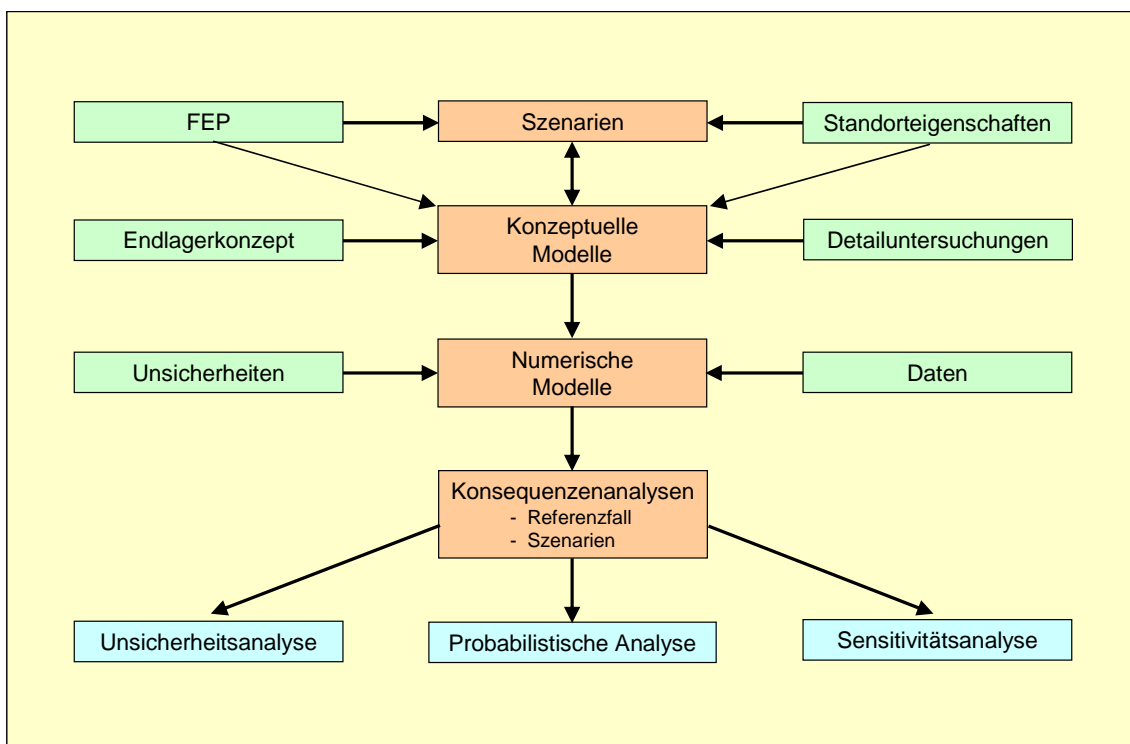 FEP
Szenarien
Standorteigenschaften
Endlagerkonzept
Konzeptuelle
Modelle
Detailuntersuchungen
Unsicherheiten
Numerische
Modelle
Daten
Konsequenzenanalysen
- Referenzfall
- Szenarien
Unsicherheitsanalyse
Probabilistische Analyse
Sensitivitätsanalyse